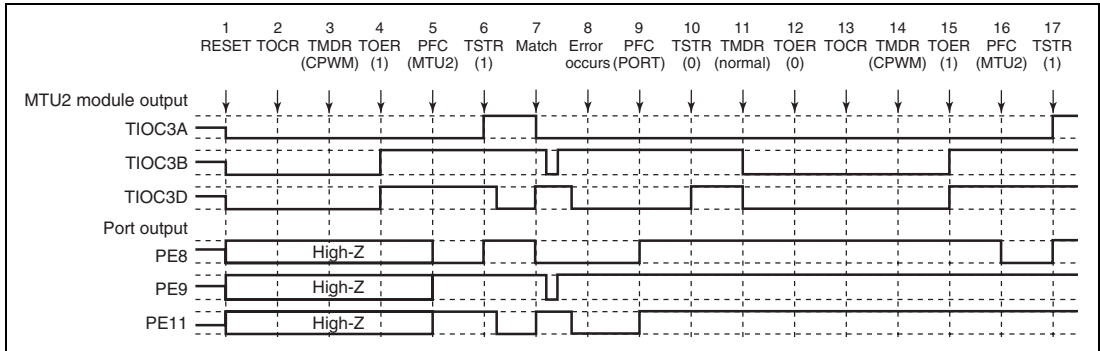 1 2 3 4 5 6 7 8 9 10 11 12 13 14 15 16 17
RESET TOCR TMDR TOER PFC TSTR Match Error PFC TSTR TMDR TOER TOCR TMDR TOER PFC TSTR
(CPWM) (1) (MTU2) (1) occurs (PORT) (0) (normal) (0) (CPWM) (1) (MTU2) (1)
MTU2 module output
TIOC3A
TIOC3B
TIOC3D
Port output
PE8 High-Z
PE9 High-Z
PE11 High-Z